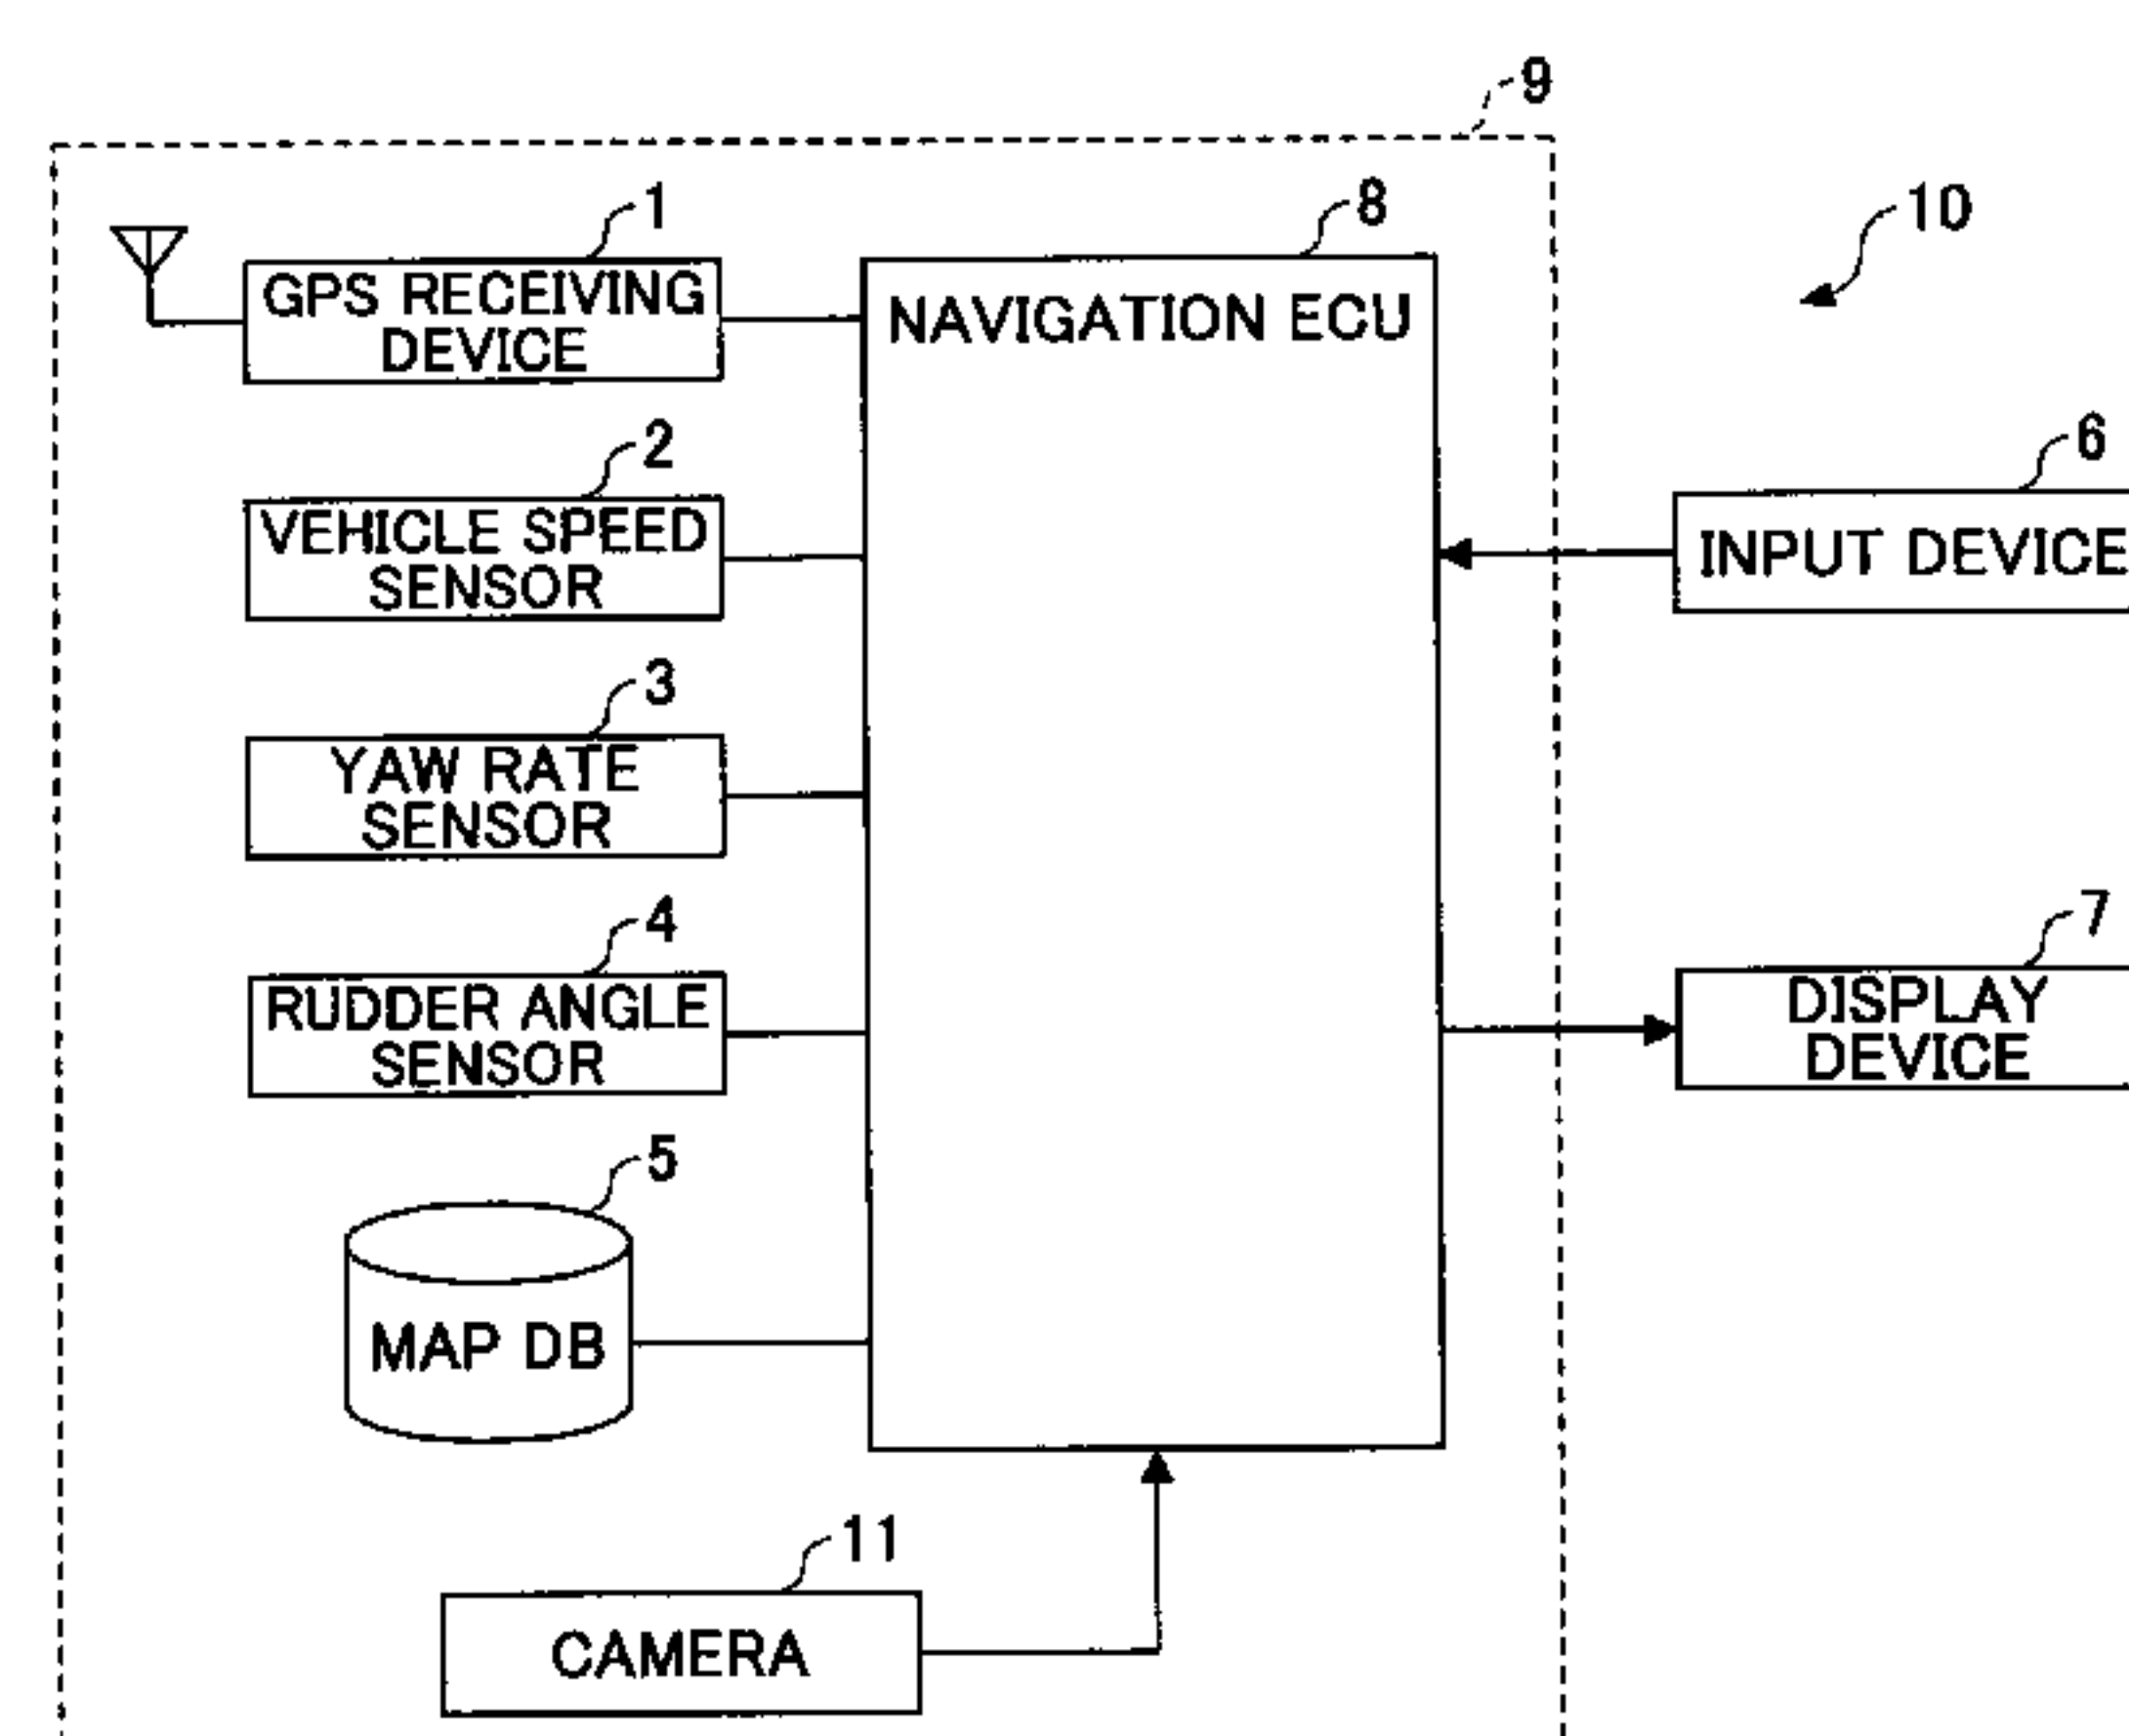 9
1
8
10
GPS RECEIVING
DEVICE
NAVIGATION ECU
2
6
VEHICLE SPEED
SENSOR
INPUT DEVICE
3
YAW RATE
SENSOR
4
7
RUDDER ANGLE
SENSOR
DISPLAY
DEVICE
5
MAP DB
11
CAMERA